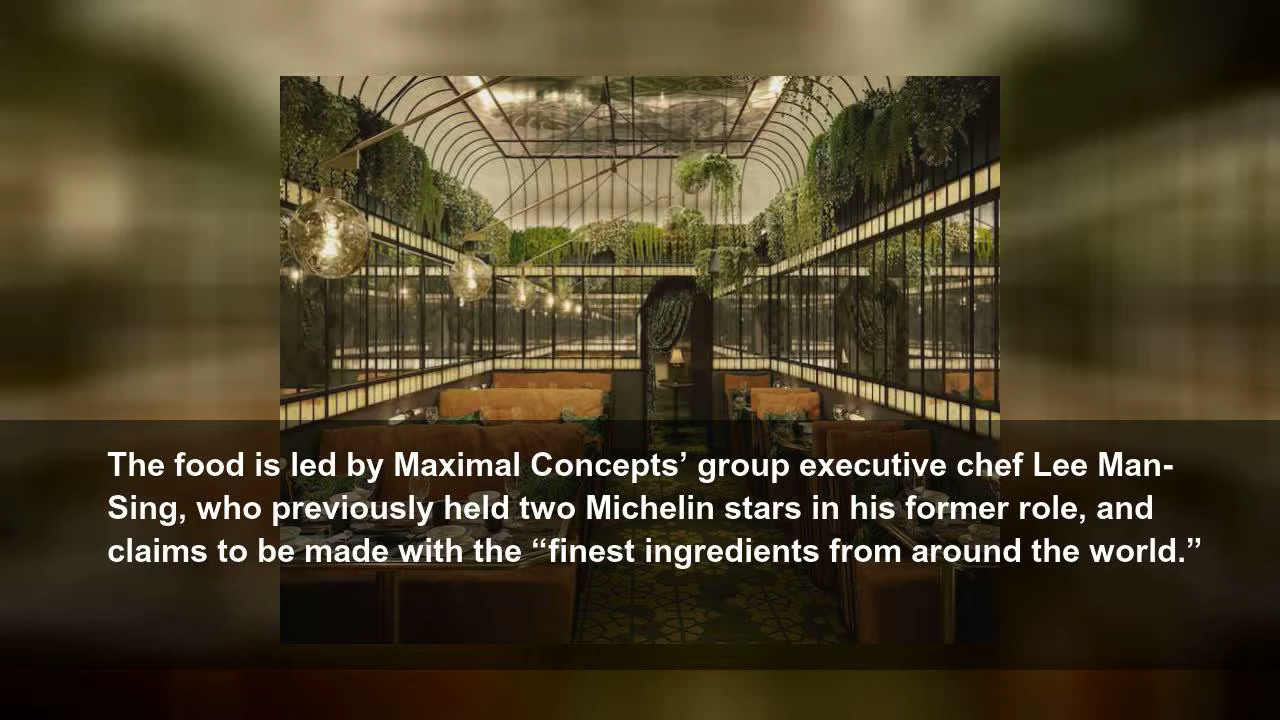 The food is led by Maximal Concepts’ group executive chef Lee Man-
Sing, who previously held two Michelin stars in his former role, and
claims to be made with the “finest ingredients from around the world.”